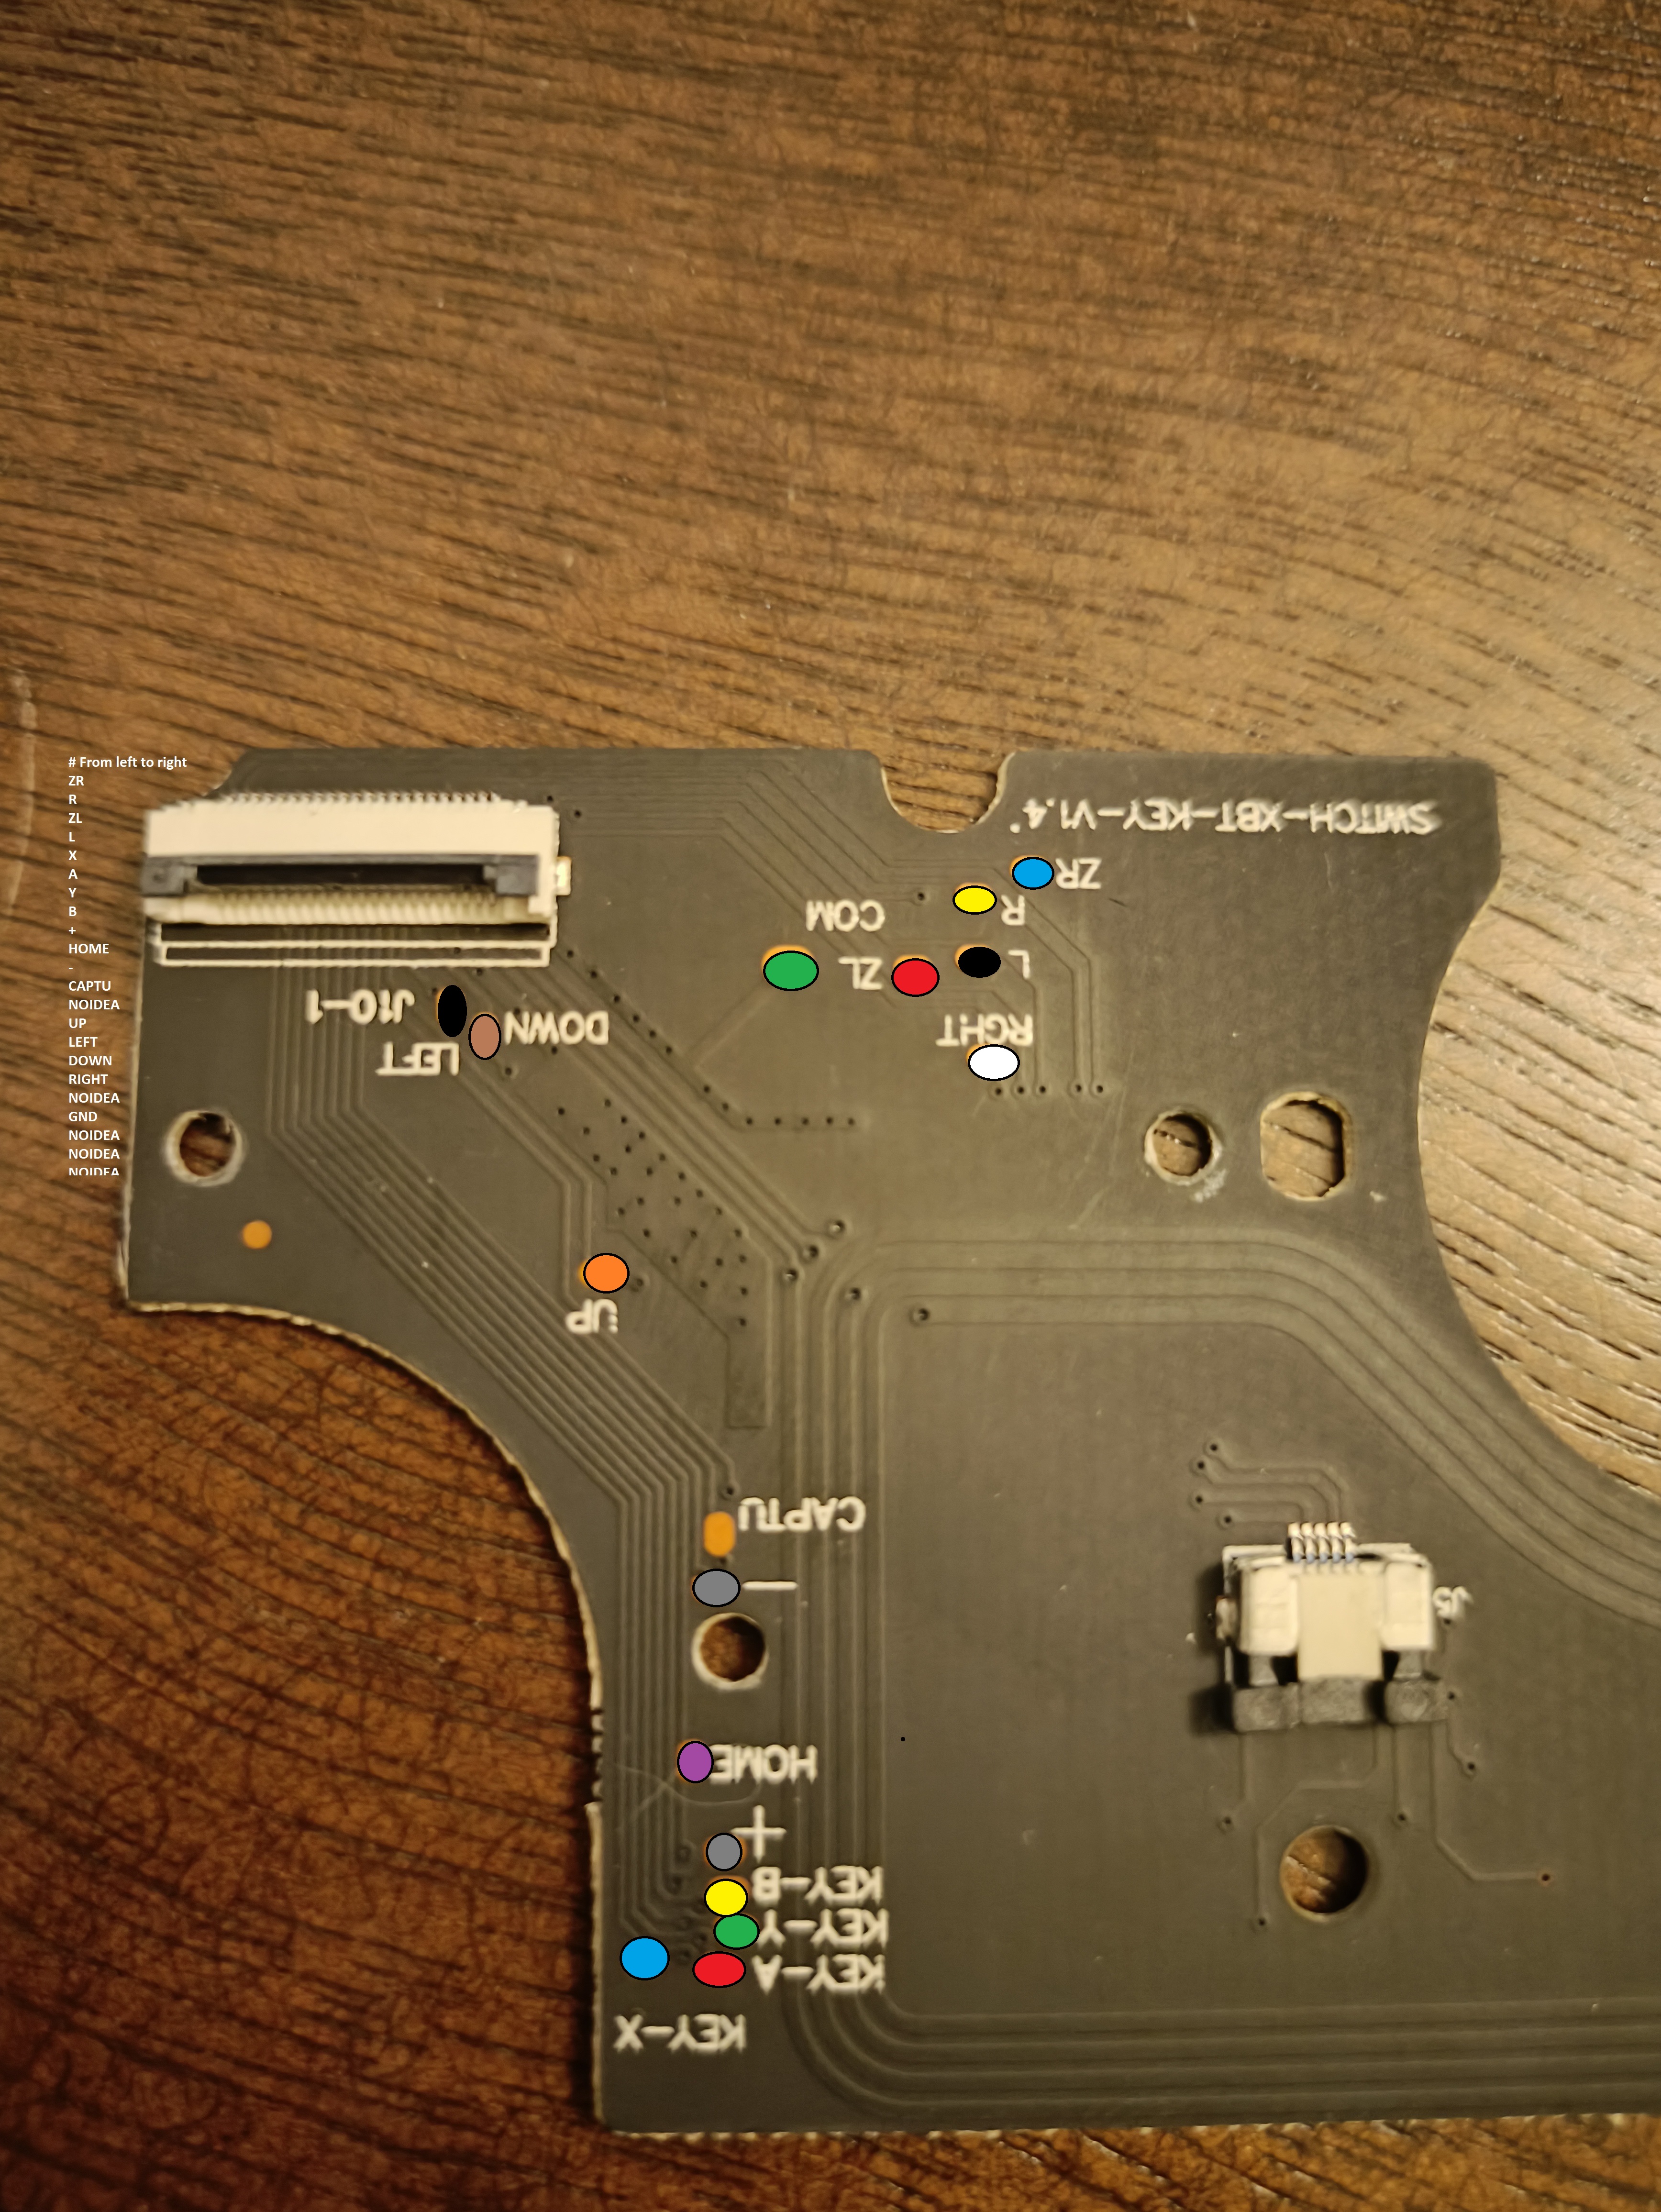 # From left to right
ZR
R
ZL
L
X
A
Y
B
+
HOME
-
CAPTU
NOIDEA
UP
LEFT
DOWN
RIGHT
NOIDEA
GND
NOIDEA
NOIDEA
NOIDEA
SWITCH-XBT-KEY-V1.4
ZR
R
COM
L
ZL
J10-1
DOWN
RGHT
LEFT
UP
CAPTU
—
J5
HOME
+
KEY-B
KEY-Y
KEY-A
KEY-X